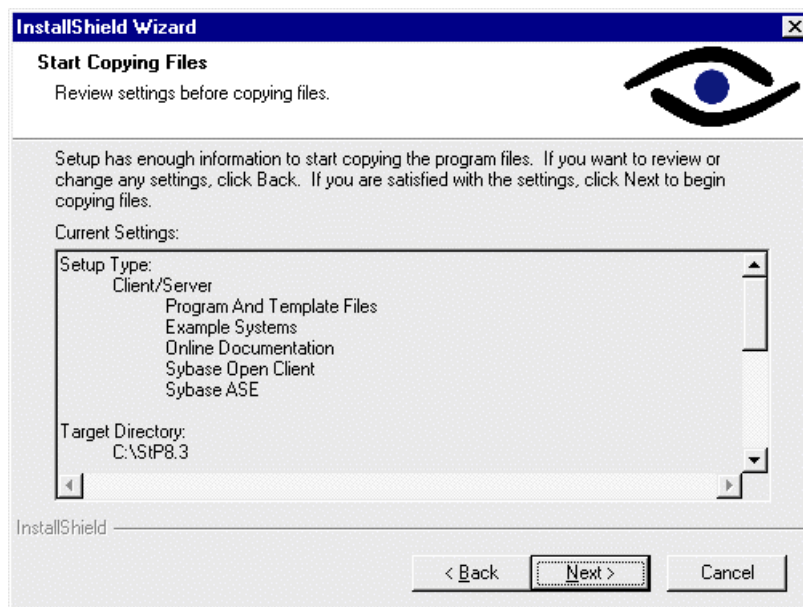 InstallShield Wizard
Start Copying Files
Review settings before copying files.
Setup has enough information to start copying the program files. If you want to review or
change any settings, click Back. If you are satisfied with the settings, click Next to begin
copying files.
Current Settings:
Setup Type:
Client/Server
Program And Template Files
Example Systems
Online Documentation
Sybase Open Client
Sybase ASE
Target Directory:
C:\StP8.3
InstallShield
< Back
Next >
Cancel